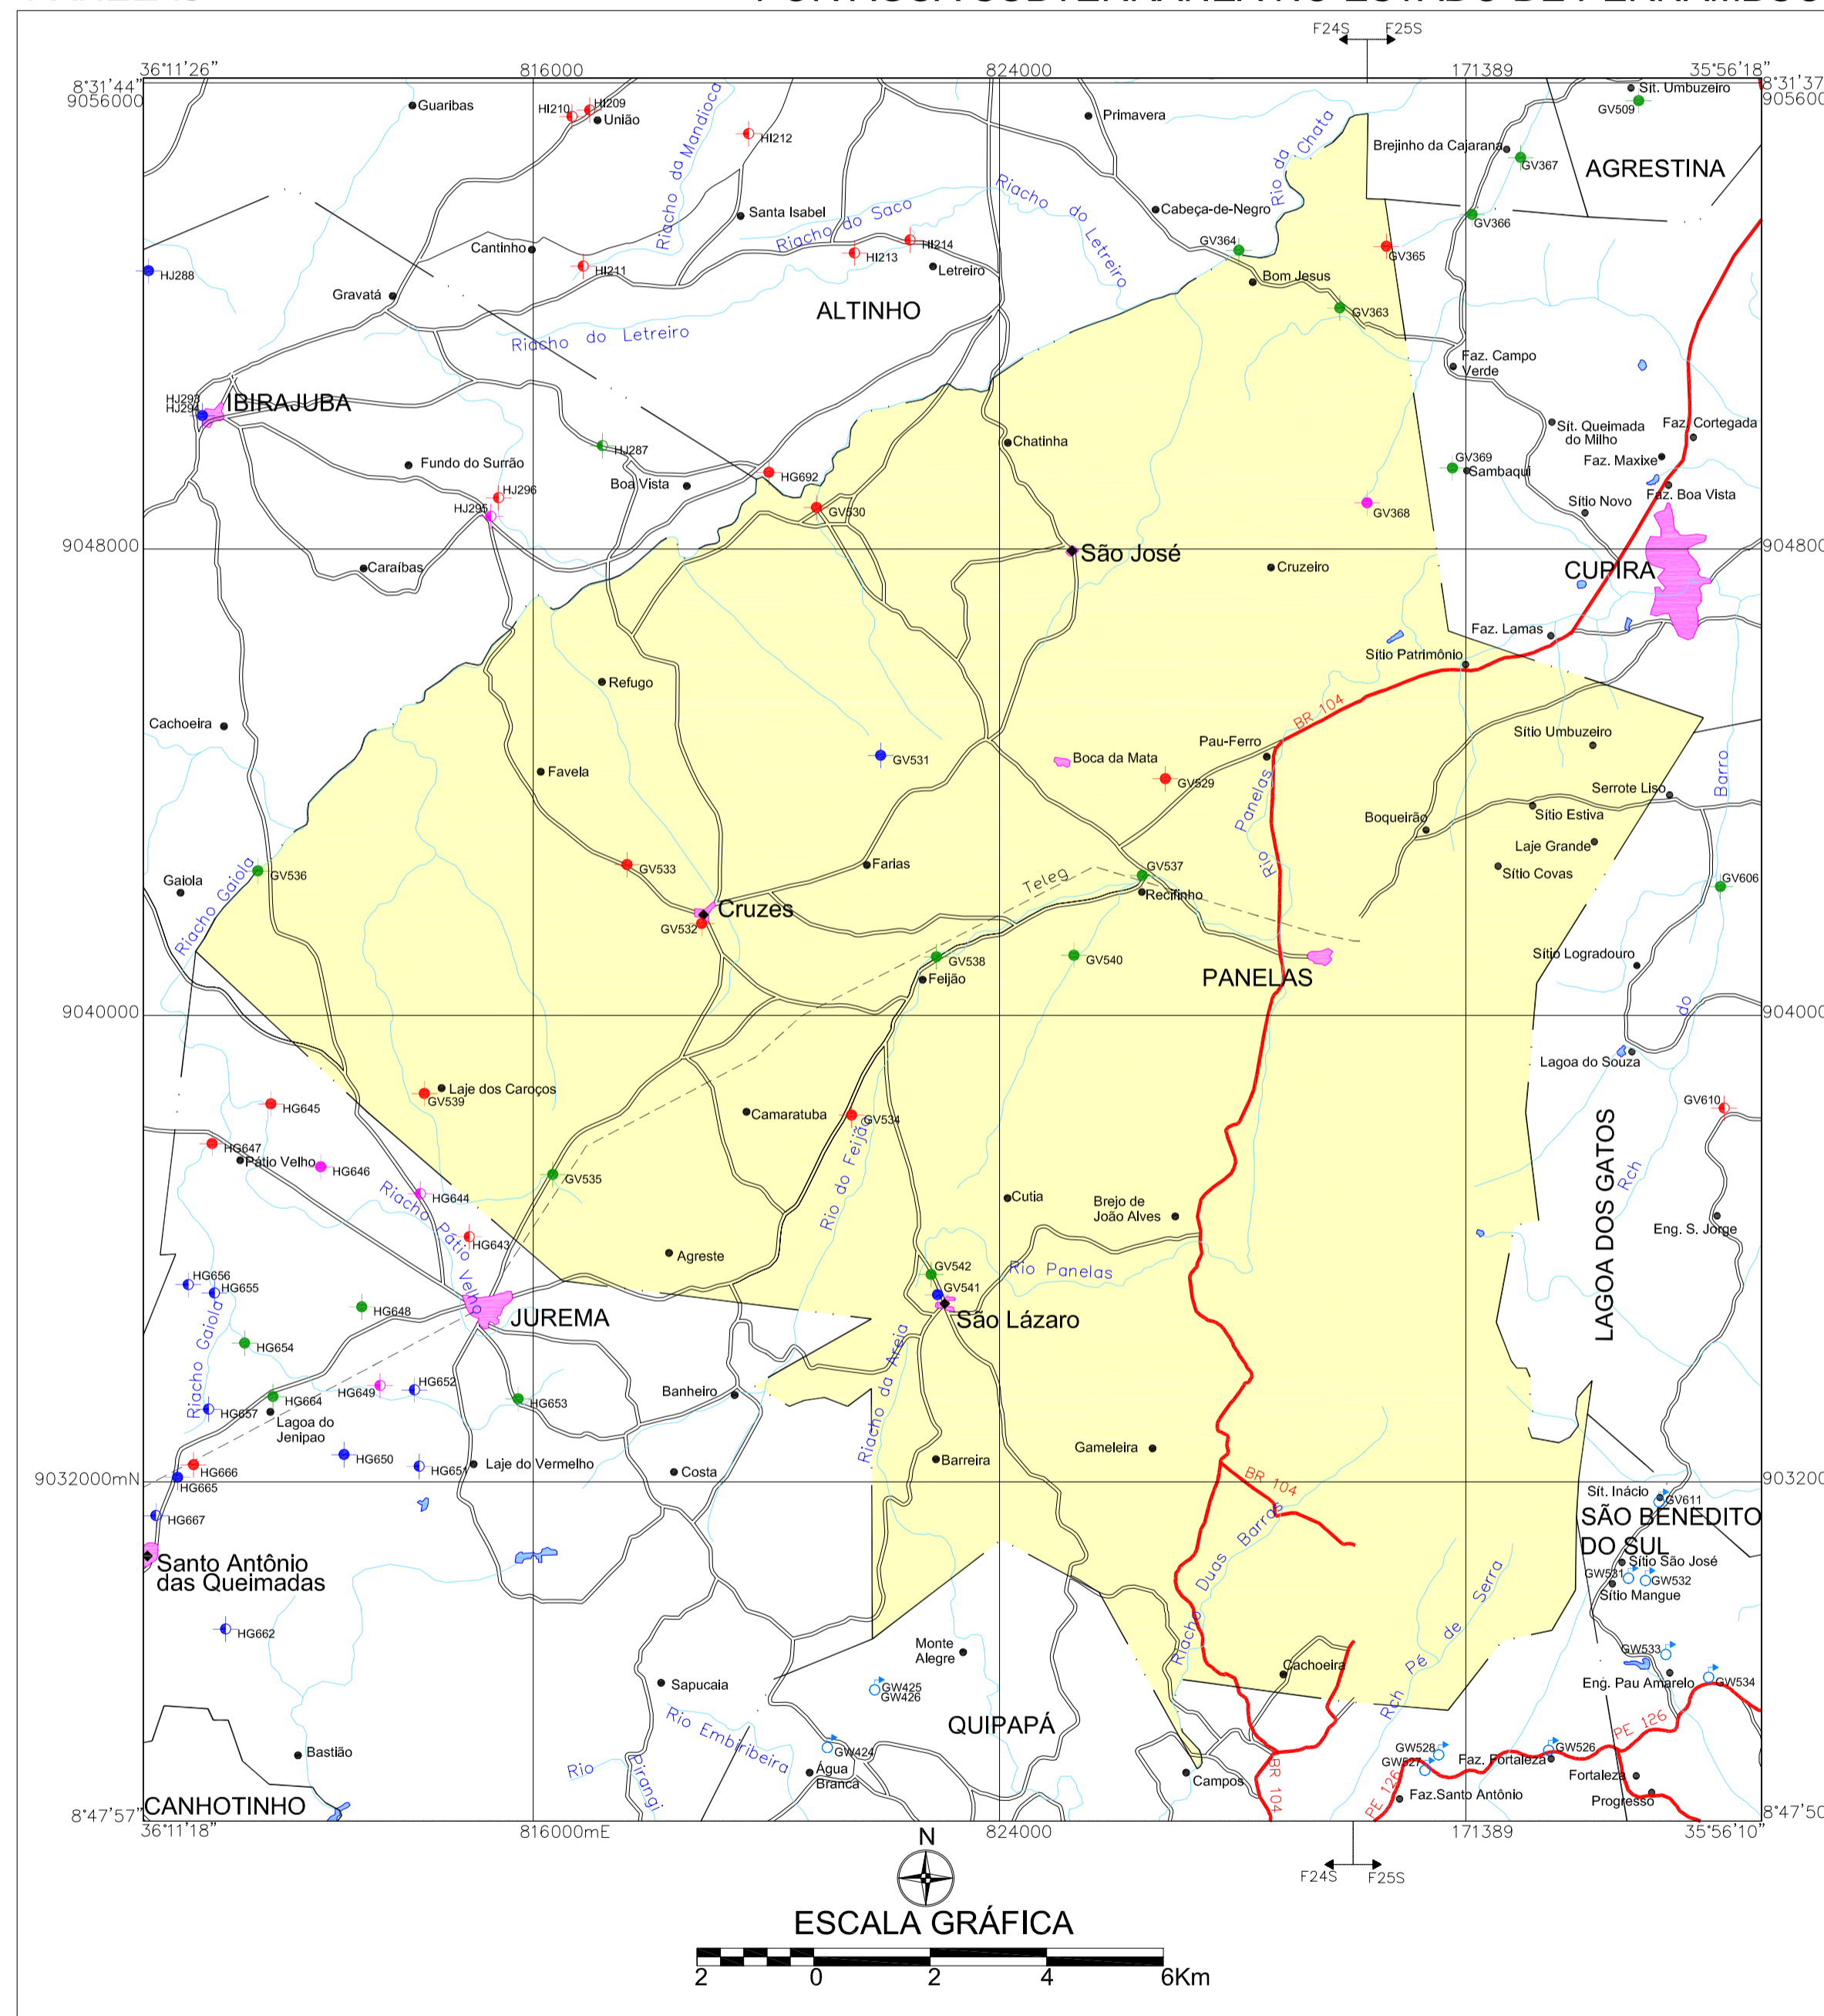 F24S F25S
36°11'26" 816000 824000 171389 35°56'18"
8°31'44"
9056000
8°31'37
Guaribas
HI210
HI209
União
HI212
Riacho da Mandioca
Primavera
Rio da Chata
Brejinho da Cajarana
Sít. Umbuzeiro
GV509
GV367
AGRESTINA
Santa Isabel
Riacho do Saco
Riacho do Letreiro
Cabeça-de-Negro
GV366
HJ288
Cantinho
HI211
HI214
HI213
Letreiro
GV364
GV365
Bom Jesus
Gravatá
ALTINHO
GV363
Riacho do Letreiro
Faz. Campo
Verde
HJ293
HJ294
IBIRAJUBA
HJ287
Chatinha
Sít. Queimada
do Milho
Faz. Cortegada
Fundo do Surrão
HG692
Boa Vista
GV369
Sambaqui
Faz. Maxixe
Faz. Boa Vista
HJ296
HJ295
GV530
GV368
Sítio Novo
9048000
São José
Caraíbas
Cruzeiro
CUPIRA
Faz. Lamas
Sítio Patrimônio
Refugo
BR 104
Cachoeira
Sítio Umbuzeiro
Pau-Ferro
GV531
Boca da Mata
Favela
GV529
Rio Panelas
Serrote Liso
Sítio Estiva
Boqueirão
Laje Grande
Rch do Barro
GV533
Farias
GV536
Gaiola
Riacho Gaiola
Teleg
GV537
Recifinho
Sítio Covas
GV606
Cruzes
GV532
GV538
GV540
Feijão
PANELAS
Sítio Logradouro
9040000
Lagoa do Souza
Laje dos Caroços
GV539
HG645
Camaratuba
GV534
GV610
HG647
Pátio Velho
HG646
Rio do Feijão
LAGOA DOS GATOS
HG644
Riacho Pátio Velho
GV535
Cutia
Brejo de
João Alves
Eng. S. Jorge
HG643
Agreste
Rio Panelas
HG656
HG655
GV542
GV541
HG648
JUREMA
São Lázaro
Riacho Gaiola
HG654
Riacho da Areia
HG649
HG652
Banheiro
HG664
HG653
HG657
Lagoa do
Jenipao
Gameleira
HG650
HG651
Laje do Vermelho
Costa
Barreira
HG666
HG665
9032000mN
BR 104
Sít. Inácio
GV611
HG667
SÃO BENEDITO
DO SUL
Riacho Duas Barras
Santo Antônio
das Queimadas
Sítio São José
GW531
GW532
Sítio Mangue
Rch Pé de Serra
HG662
Monte
Alegre
GW533
Cachoeira
Sapucaia
GW425
GW426
Eng. Pau Amarelo
GW534
QUIPAPÁ
Rio Embiribeira
PE 126
Bastião
GW424
GW528
GW527
GW526
Faz. Fortaleza
Rio Pirangi
Água
Branca
Campos
BR 104
PE 126
Faz.Santo Antônio
Fortaleza
Progresso
CANHOTINHO
8°47'57"
8°47'50
36°11'18" 816000mE 824000 171389 35°56'10"
N
F24S F25S
ESCALA GRÁFICA
2 0 2 4 6Km